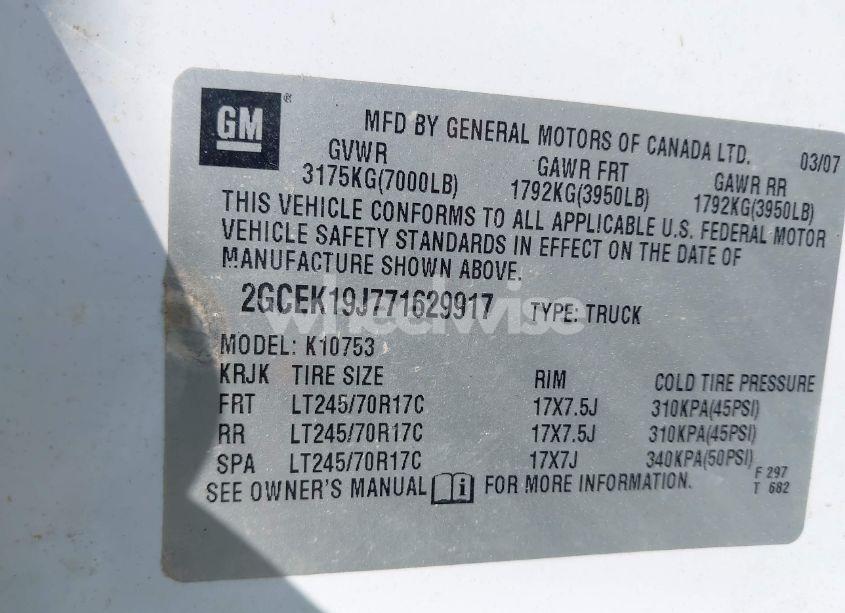 GM ®
MFD BY GENERAL MOTORS OF CANADA LTD. 03/07
GVWR GAWR FRT GAWR RR
3175KG(7000LB) 1792KG(3950LB) 1792KG(3950LB)
THIS VEHICLE CONFORMS TO ALL APPLICABLE U.S. FEDERAL MOTOR
VEHICLE SAFETY STANDARDS IN EFFECT ON THE DATE OF
MANUFACTURE SHOWN ABOVE.
2GCEK19J771629917 TYPE: TRUCK
wheelwise
MODEL: K10753
KRJK TIRE SIZE RIM COLD TIRE PRESSURE
FRT LT245/70R17C 17X7.5J 310KPA(45PSI)
RR LT245/70R17C 17X7.5J 310KPA(45PSI)
SPA LT245/70R17C 17X7J 340KPA(50PSI)
SEE OWNER'S MANUAL i FOR MORE INFORMATION.
F 297
T 682